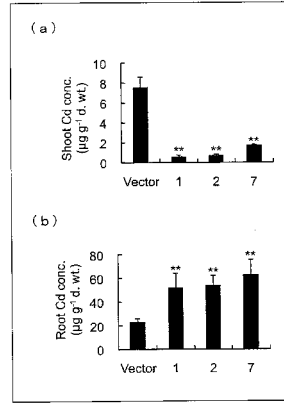 (a)
Shoot Cd conc.
(µg g⁻¹ d. wt.)
10
8
6
4
2
0
**
**
**
Vector 1 2 7
(b)
Root Cd conc.
(µg g⁻¹ d. wt.)
80
60
40
20
0
**
**
**
Vector 1 2 7